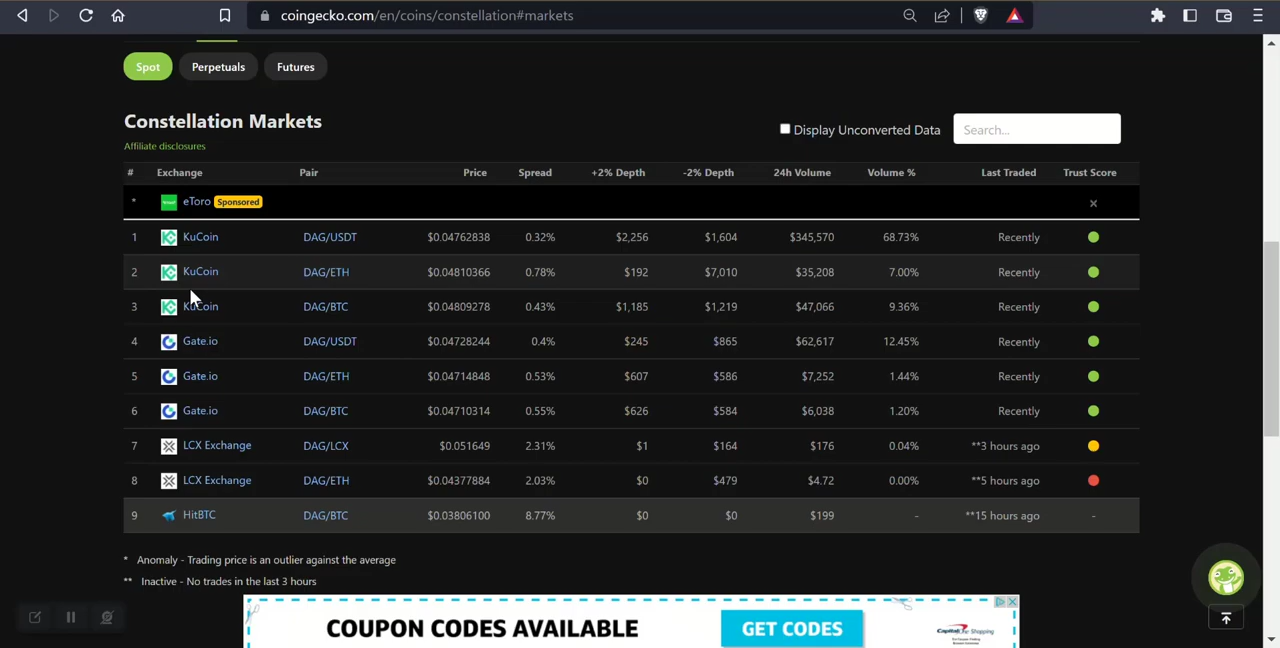 coingecko.com/en/coins/constellation#markets
Spot Perpetuals Futures
Constellation Markets
Affiliate disclosures
Display Unconverted Data Search...
# Exchange Pair Price Spread +2% Depth -2% Depth 24h Volume Volume % Last Traded Trust Score
* eToro Sponsored ×
1 KuCoin DAG/USDT $0.04762838 0.32% $2,256 $1,604 $345,570 68.73% Recently
2 KuCoin DAG/ETH $0.04810366 0.78% $192 $7,010 $35,208 7.00% Recently
3 KuCoin DAG/BTC $0.04809278 0.43% $1,185 $1,219 $47,066 9.36% Recently
4 Gate.io DAG/USDT $0.04728244 0.4% $245 $865 $62,617 12.45% Recently
5 Gate.io DAG/ETH $0.04714848 0.53% $607 $586 $7,252 1.44% Recently
6 Gate.io DAG/BTC $0.04710314 0.55% $626 $584 $6,038 1.20% Recently
7 LCX Exchange DAG/LCX $0.051649 2.31% $1 $164 $176 0.04% **3 hours ago
8 LCX Exchange DAG/ETH $0.04377884 2.03% $0 $479 $4.72 0.00% **5 hours ago
9 HitBTC DAG/BTC $0.03806100 8.77% $0 $0 $199 - **15 hours ago -
* Anomaly - Trading price is an outlier against the average
** Inactive - No trades in the last 3 hours
COUPON CODES AVAILABLE GET CODES Capital One Shopping